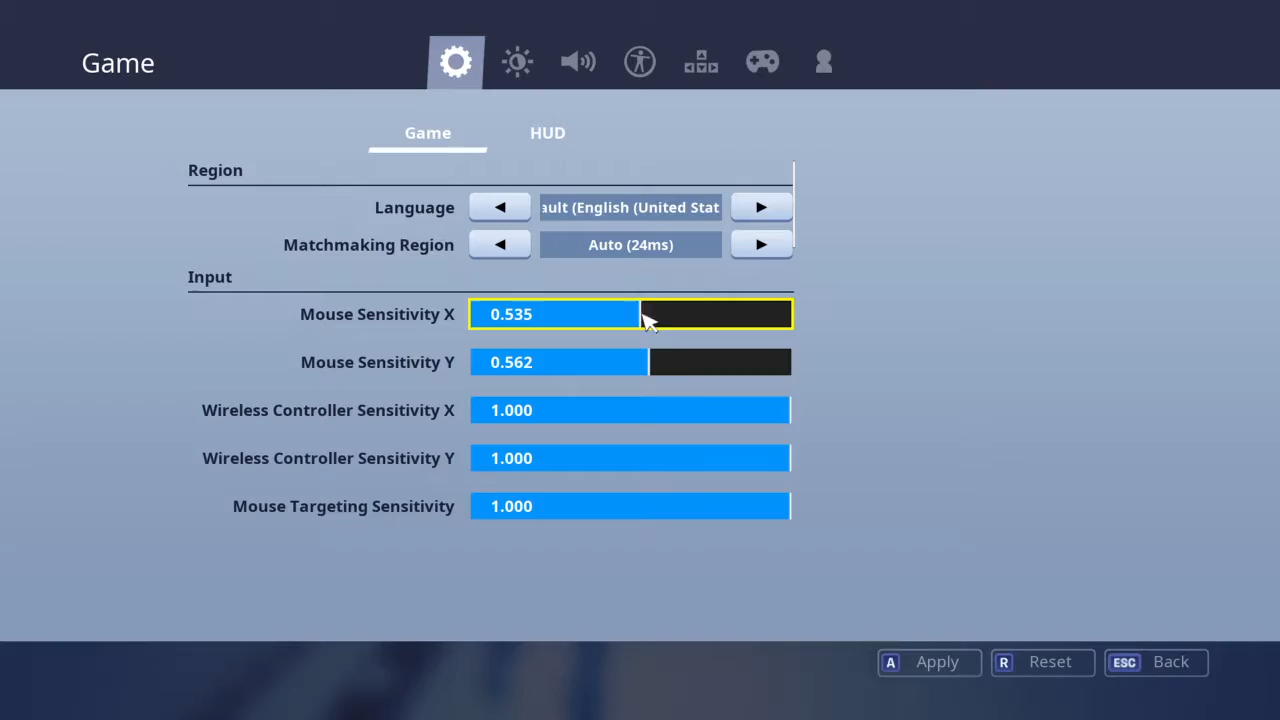 Game
Game HUD
Region
Language ault (English (United Stat
Matchmaking Region Auto (24ms)
Input
Mouse Sensitivity X 0.535
Mouse Sensitivity Y 0.562
Wireless Controller Sensitivity X 1.000
Wireless Controller Sensitivity Y 1.000
Mouse Targeting Sensitivity 1.000
A Apply R Reset ESC Back